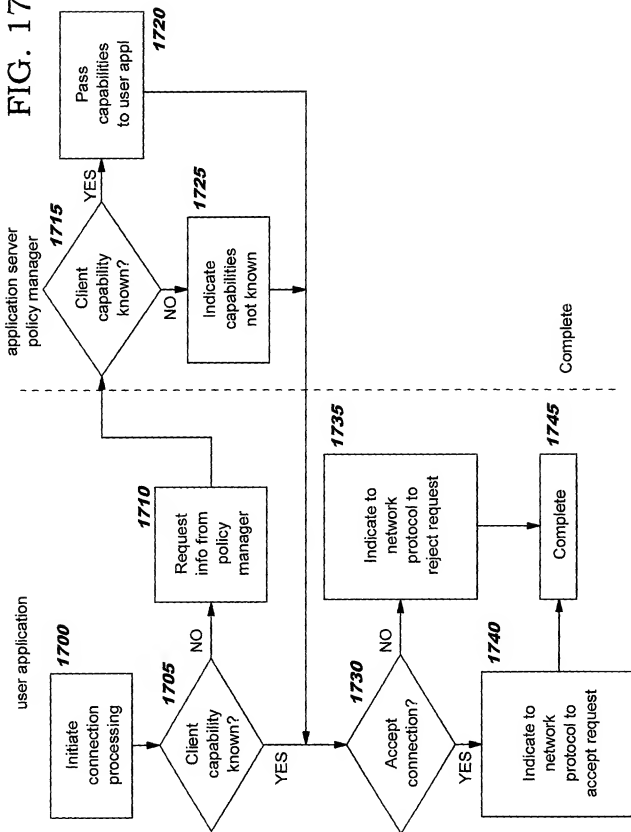 FIG. 17
user application
application server
policy manager
1700
Initiate
connection
processing
1705
Client
capability
known?
NO
YES
1710
Request
info from
policy
manager
1715
Client
capability
known?
YES
NO
1720
Pass
capabilities
to user appl
1725
Indicate
capabilities
not known
1730
Accept
connection?
NO
YES
1735
Indicate to
network
protocol to
reject request
1740
Indicate to
network
protocol to
accept request
1745
Complete
Complete